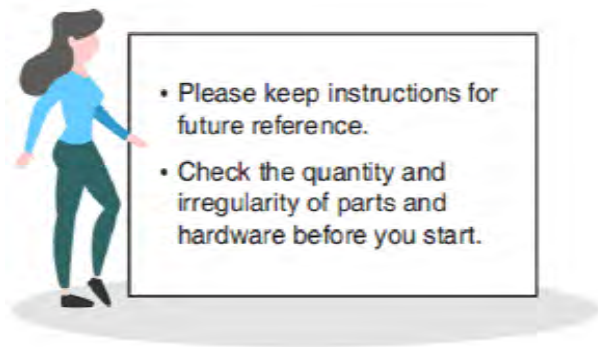 • Please keep instructions for
future reference.
• Check the quantity and
irregularity of parts and
hardware before you start.